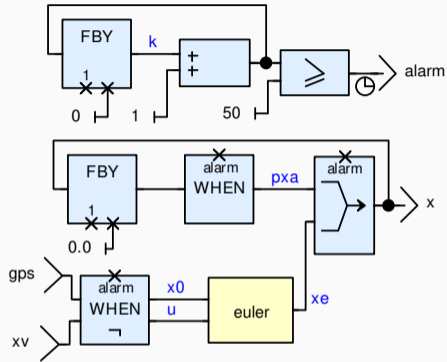 FBY
k
+
+
1
0
1
50
≥
alarm
FBY
alarm
WHEN
pxa
alarm
1
0.0
x
gps
alarm
WHEN
¬
x0
u
euler
xe
xv